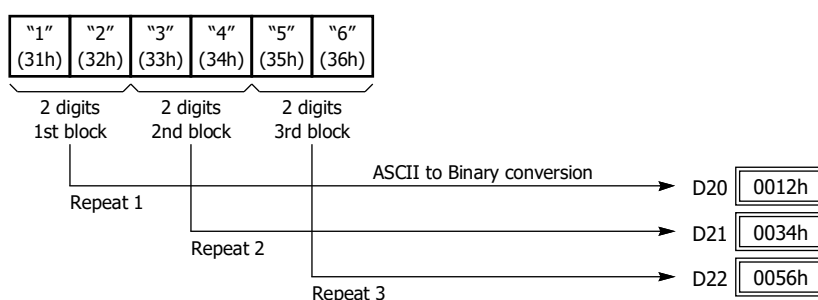 “1” “2” “3” “4” “5” “6”
(31h) (32h) (33h) (34h) (35h) (36h)
2 digits 2 digits 2 digits
1st block 2nd block 3rd block
ASCII to Binary conversion
D20 0012h
Repeat 1
D21 0034h
Repeat 2
D22 0056h
Repeat 3